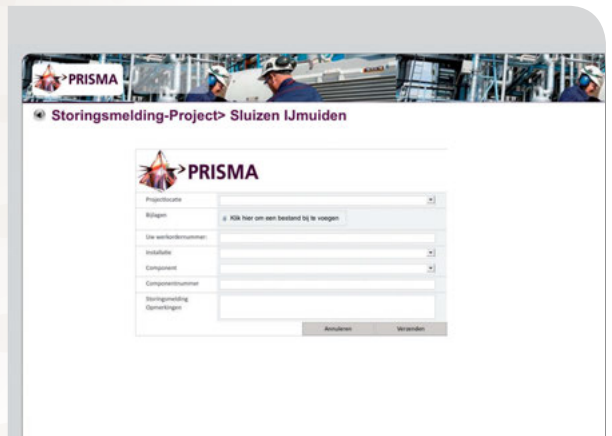 PRISMA
Storingsmelding-Project> Sluizen IJmuiden
PRISMA
Projectlocatie
Bijlagen
Klik hier om een bestand bij te voegen
Uw werkordernummer:
Installatie
Component
Componentnummer
Storingsmelding
Opmerkingen
Annuleren Verzenden